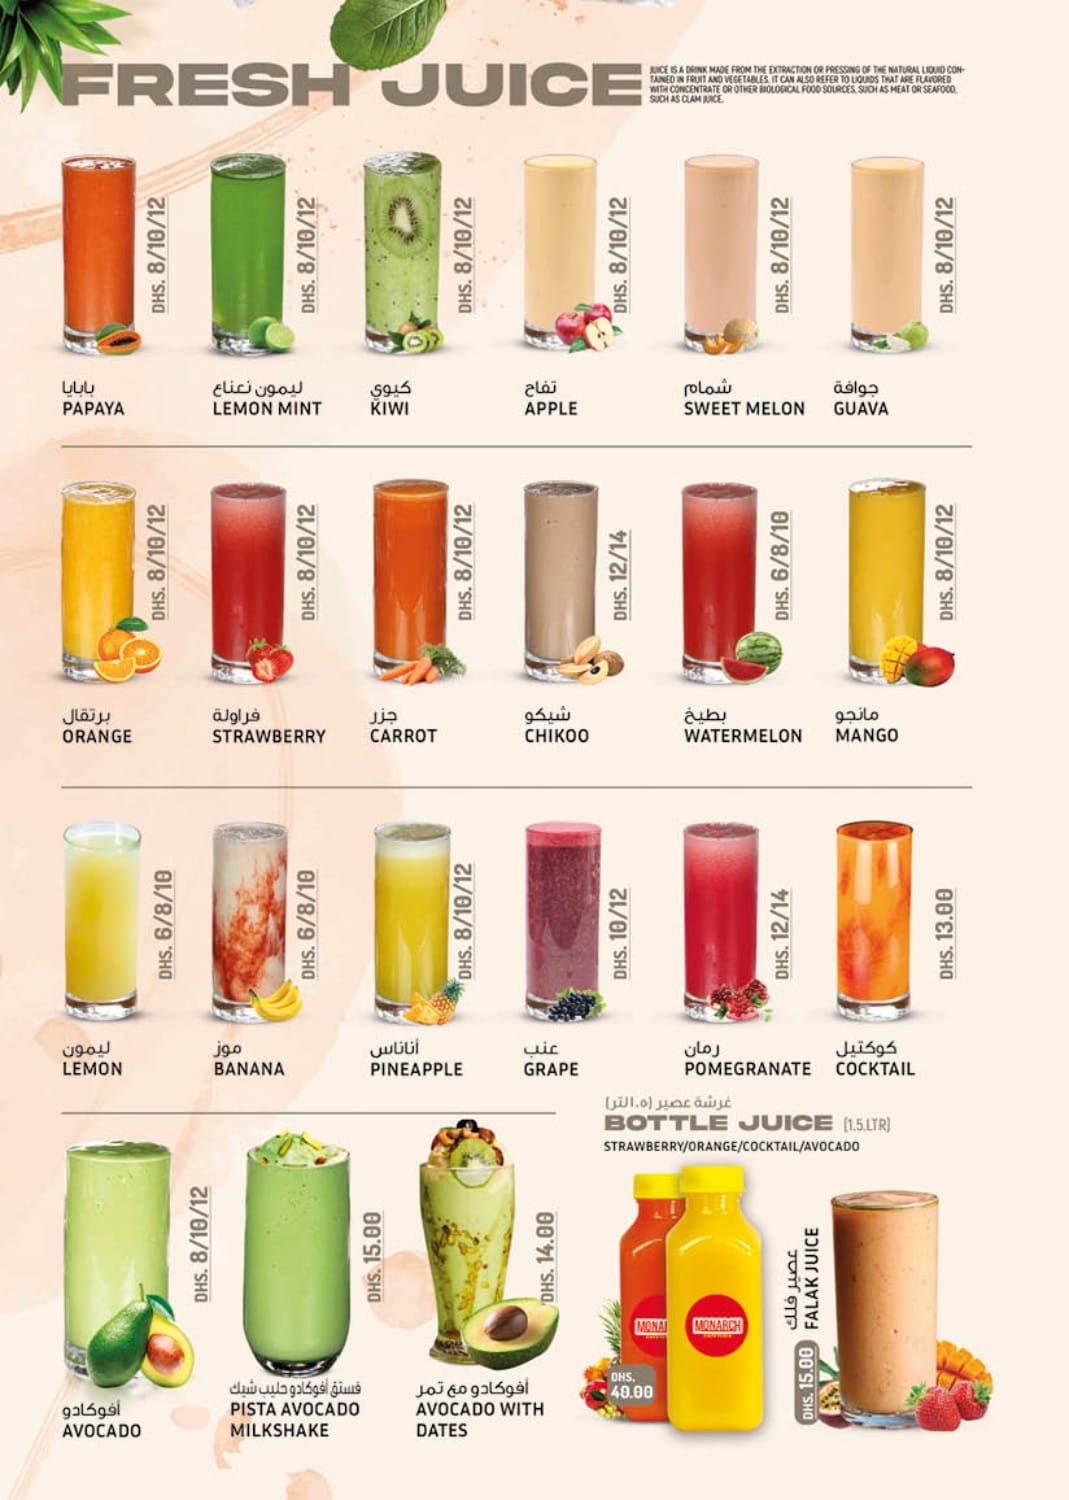 FRESH JUICE
JUICE IS A DRINK MADE FROM THE EXTRACTION OR PRESSING OF THE NATURAL LIQUID CON-
TAINED IN FRUIT AND VEGETABLES. IT CAN ALSO REFER TO LIQUIDS THAT ARE FLAVORED
WITH CONCENTRATE OR OTHER BIOLOGICAL FOOD SOURCES, SUCH AS MEAT OR SEAFOOD,
SUCH AS CLAM JUICE.
DHS. 8/10/12
بابايا
PAPAYA
DHS. 8/10/12
ليمون نعناع
LEMON MINT
DHS. 8/10/12
كيوي
KIWI
DHS. 8/10/12
تفاح
APPLE
DHS. 8/10/12
شمام
SWEET MELON
DHS. 8/10/12
جوافة
GUAVA
DHS. 8/10/12
برتقال
ORANGE
DHS. 8/10/12
فراولة
STRAWBERRY
DHS. 8/10/12
جزر
CARROT
DHS. 12/14
شيكو
CHIKOO
DHS. 6/8/10
بطيخ
WATERMELON
DHS. 8/10/12
مانجو
MANGO
DHS. 6/8/10
ليمون
LEMON
DHS. 6/8/10
موز
BANANA
DHS. 8/10/12
أناناس
PINEAPPLE
DHS. 10/12
عنب
GRAPE
DHS. 12/14
رمان
POMEGRANATE
DHS. 13.00
كوكتيل
COCKTAIL
DHS. 8/10/12
أفوكادو
AVOCADO
DHS. 15.00
فستق أفوكادو حليب شيك
PISTA AVOCADO
MILKSHAKE
DHS. 14.00
أفوكادو مع تمر
AVOCADO WITH
DATES
غرشة عصير (١.٥ لتر)
BOTTLE JUICE (1.5.LTR)
STRAWBERRY/ORANGE/COCKTAIL/AVOCADO
MONAR
MONARCH
DHS.
40.00
عصير فلك
FALAK JUICE
DHS. 15.00